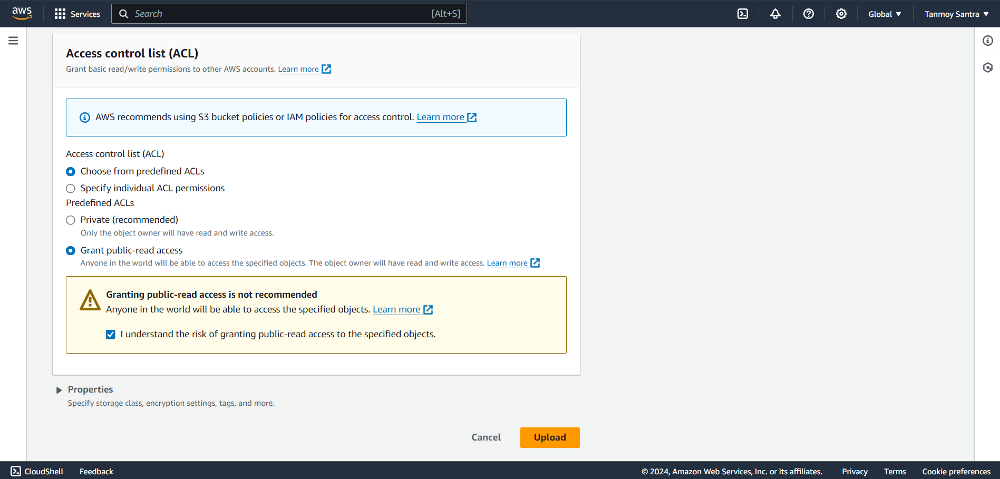 aws
Services
Search
[Alt+S]
Global
Tanmoy Santra
Access control list (ACL)
Grant basic read/write permissions to other AWS accounts. Learn more
AWS recommends using S3 bucket policies or IAM policies for access control. Learn more
Access control list (ACL)
Choose from predefined ACLs
Specify individual ACL permissions
Predefined ACLs
Private (recommended)
Only the object owner will have read and write access.
Grant public-read access
Anyone in the world will be able to access the specified objects. The object owner will have read and write access. Learn more
Granting public-read access is not recommended
Anyone in the world will be able to access the specified objects. Learn more
I understand the risk of granting public-read access to the specified objects.
Properties
Specify storage class, encryption settings, tags, and more.
Cancel
Upload
CloudShell
Feedback
© 2024, Amazon Web Services, Inc. or its affiliates.
Privacy
Terms
Cookie preferences